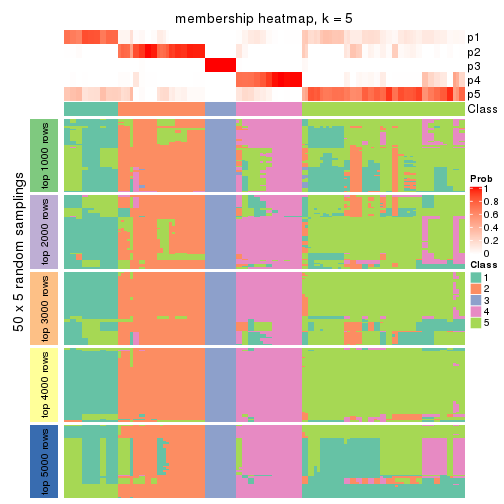 membership heatmap, k = 5
p1
p2
p3
p4
p5
Class
50 x 5 random samplings
top 1000 rows
top 2000 rows
top 3000 rows
top 4000 rows
top 5000 rows
Prob
1
0.8
0.6
0.4
0.2
0
Class
1
2
3
4
5